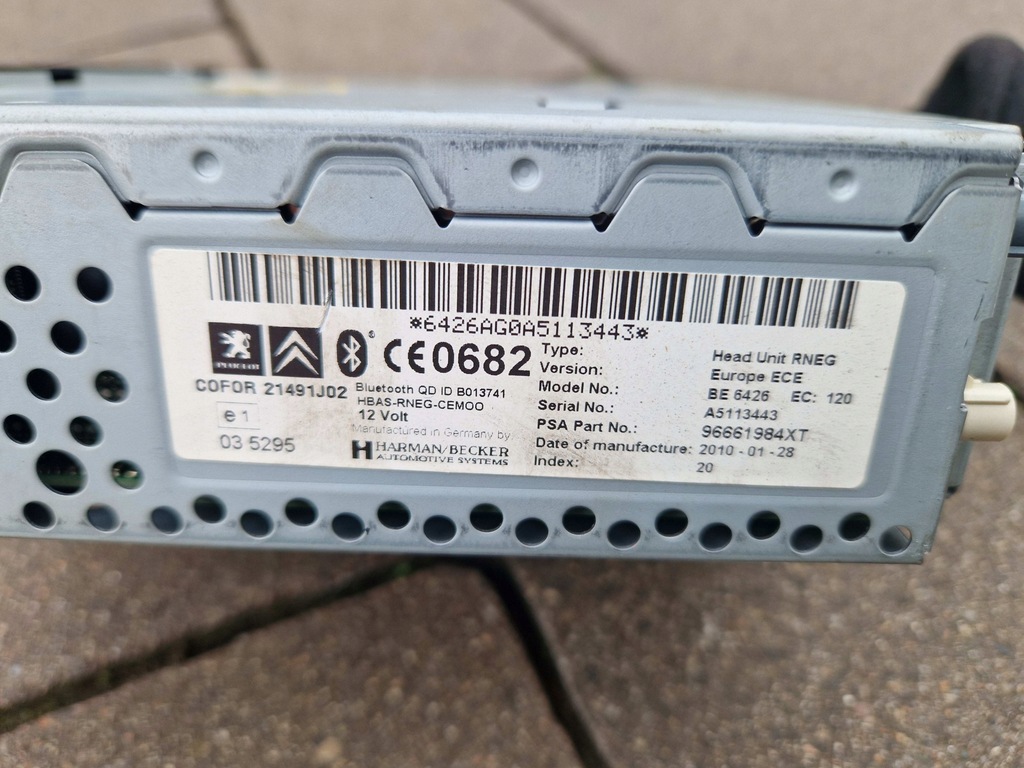 *6426AG0A5113443*
PEUGEOT
CE0682
COFOR 21491J02
e1
03 5295
Bluetooth QD ID B013741
HBAS-RNEG-CEMOO
12 Volt
Manufactured in Germany by:
HARMAN/BECKER
AUTOMOTIVE SYSTEMS
Type: Head Unit RNEG
Version: Europe ECE
Model No.: BE 6426 EC: 120
Serial No.: A5113443
PSA Part No.: 96661984XT
Date of manufacture: 2010-01-28
Index: 20